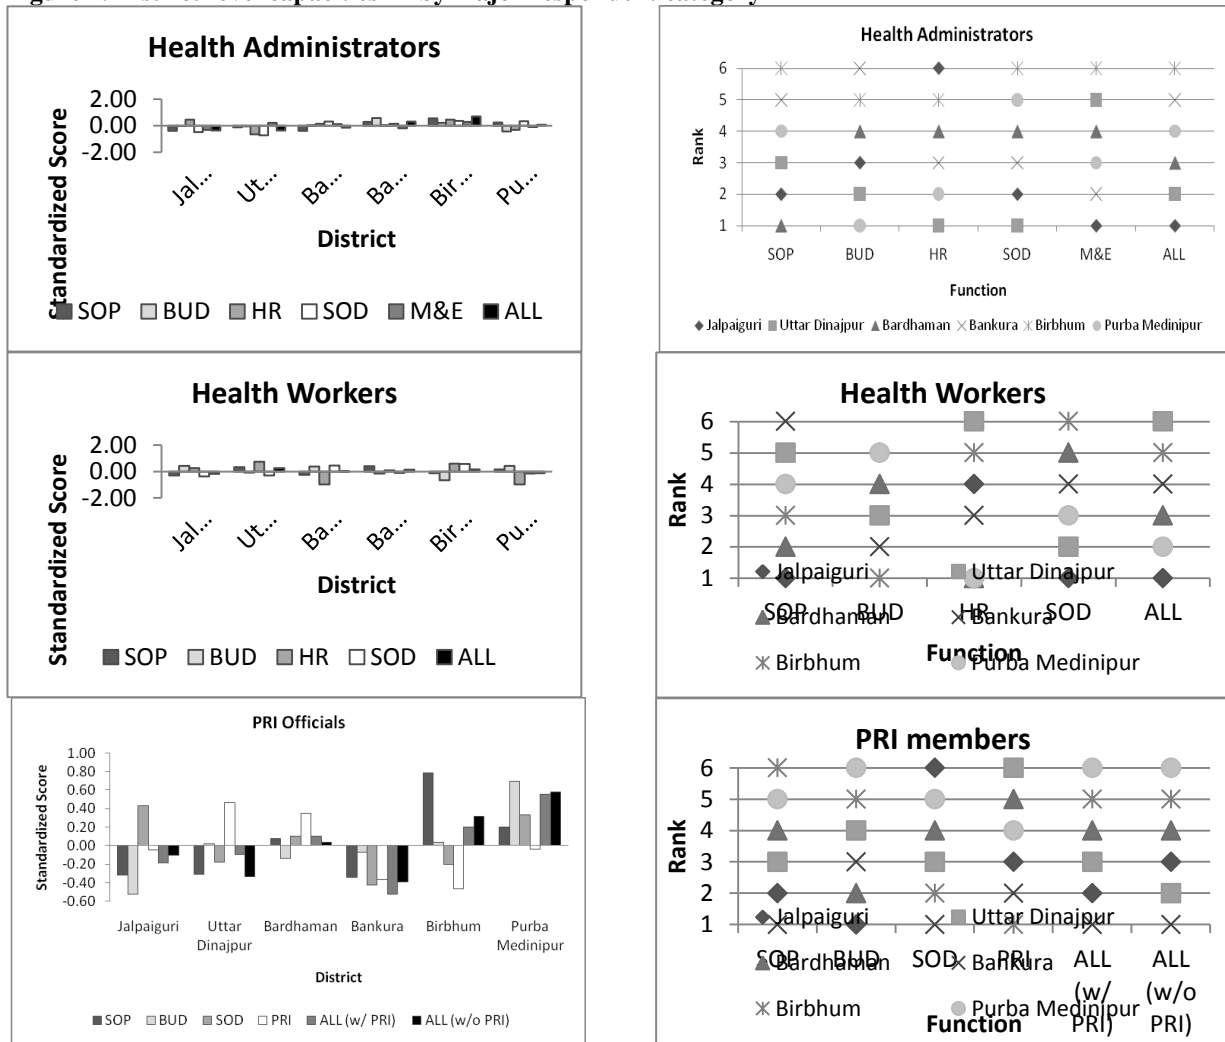 Health Administrators
2.00
0.00
-2.00
Standardized Score
Jal...
Ut...
Ba...
Ba...
Bir...
Pu...
District
SOP BUD HR SOD M&E ALL
Health Administrators
6
5
4
3
2
1
Rank
SOP BUD HR SOD M&E ALL
Function
Jalpaiguri Uttar Dinajpur Bardhaman Bankura Birbhum Purba Medinipur
Health Workers
2.00
0.00
-2.00
Standardized Score
Jal...
Ut...
Ba...
Ba...
Bir...
Pu...
District
SOP BUD HR SOD ALL
Health Workers
6
5
4
3
2
1
Rank
SOP BUD HR SOD ALL
Function
Jalpaiguri Uttar Dinajpur
Bardhaman Bankura
Birbhum Purba Medinipur
PRI Officials
1.00
0.80
0.60
0.40
0.20
0.00
-0.20
-0.40
-0.60
Standardized Score
Jalpaiguri Uttar Dinajpur Bardhaman Bankura Birbhum Purba Medinipur
District
SOP BUD SOD PRI ALL (w/ PRI) ALL (w/o PRI)
PRI members
6
5
4
3
2
1
Rank
SOP BUD SOD PRI ALL (w/ PRI) ALL (w/o PRI)
Function
Jalpaiguri Uttar Dinajpur
Bardhaman Bankura
Birbhum Purba Medinipur